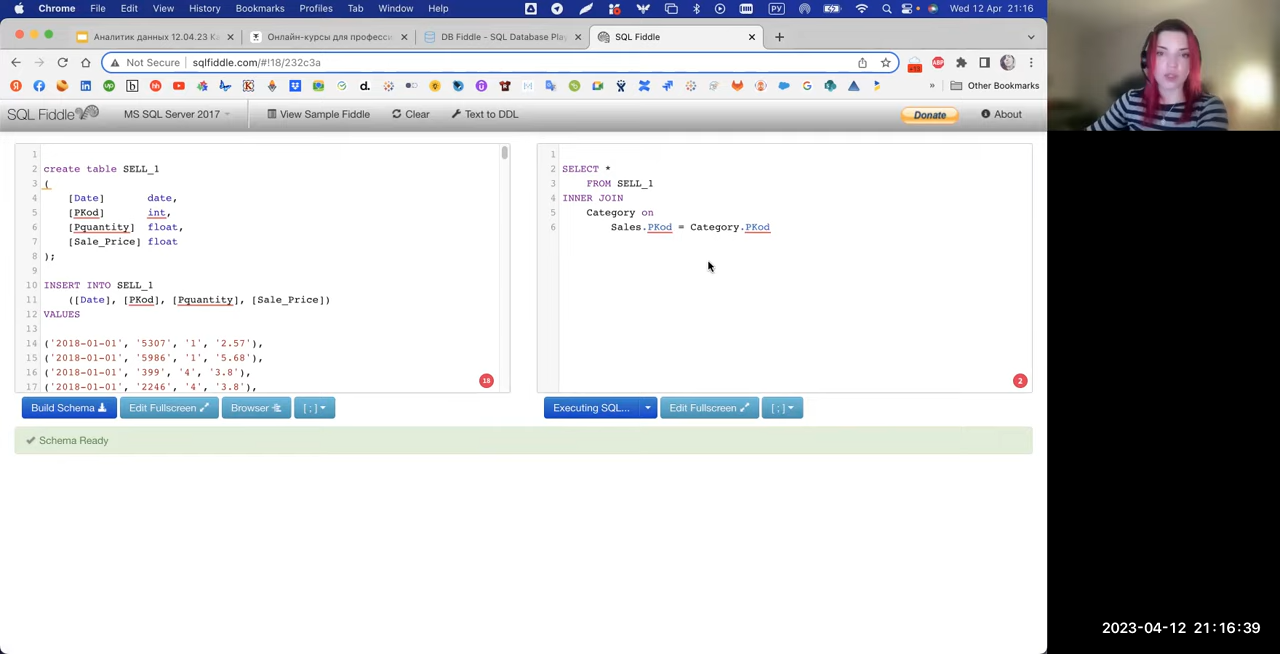 Chrome File Edit View History Bookmarks Profiles Tab Window Help РУ Wed 12 Apr 21:16
Аналитик данных 12.04.23 Ка
Онлайн-курсы для професси
DB Fiddle - SQL Database Play
SQL Fiddle
Not Secure sqlfiddle.com/#!18/232c3a
ABP
Other Bookmarks
SQL Fiddle MS SQL Server 2017 View Sample Fiddle Clear Text to DDL Donate About
1
2 create table SELL_1
3 (
4 [Date] date,
5 [PKod] int,
6 [Pquantity] float,
7 [Sale_Price] float
8 );
9
10 INSERT INTO SELL_1
11 ([Date], [PKod], [Pquantity], [Sale_Price])
12 VALUES
13
14 ('2018-01-01', '5307', '1', '2.57'),
15 ('2018-01-01', '5986', '1', '5.68'),
16 ('2018-01-01', '399', '4', '3.8'),
17 ('2018-01-01', '2246', '4', '3.8'),
18
1
2 SELECT *
3 FROM SELL_1
4 INNER JOIN
5 Category on
6 Sales.PKod = Category.PKod
2
Build Schema Edit Fullscreen Browser [ ; ]
Executing SQL... Edit Fullscreen [ ; ]
Schema Ready
2023-04-12 21:16:39